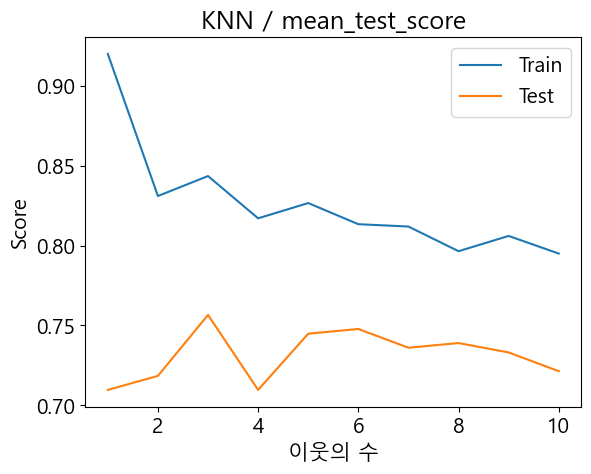 KNN / mean_test_score
Train
Test
Score
0.90
0.85
0.80
0.75
0.70
2 4 6 8 10
이웃의 수